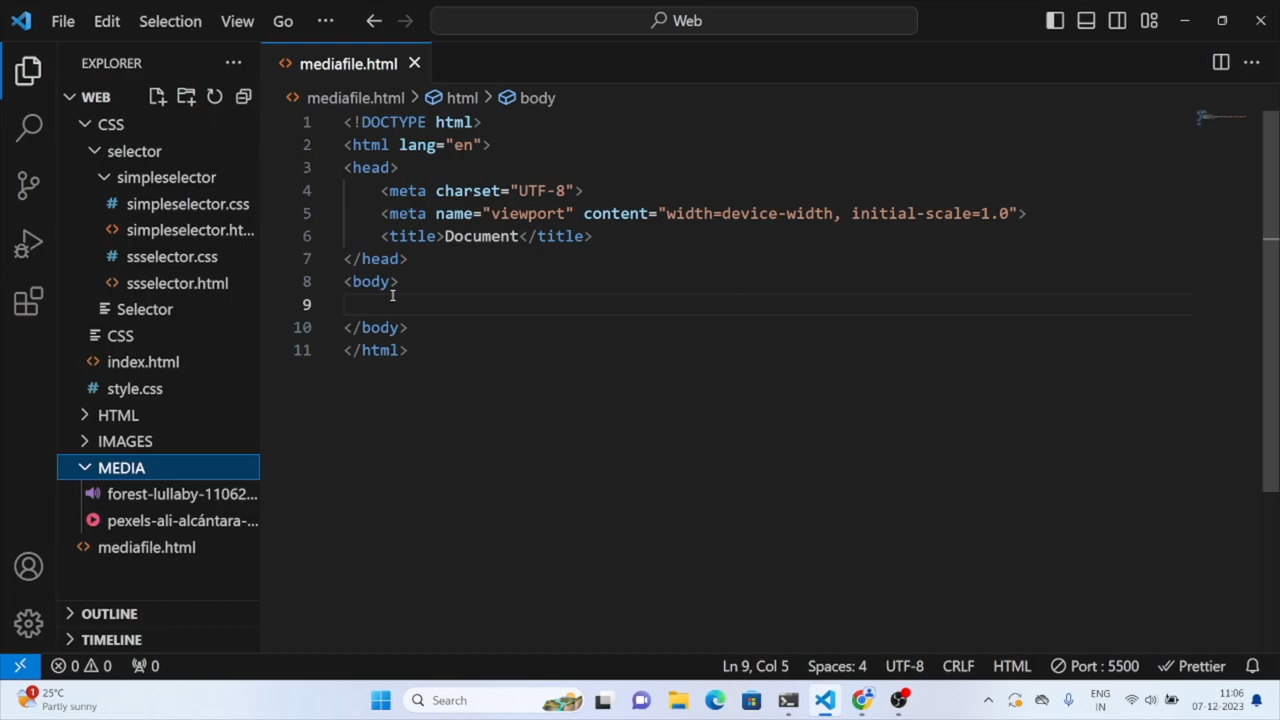 File Edit Selection View Go ··· Web
EXPLORER ···
mediafile.html
WEB
mediafile.html > html > body
CSS
selector
simpleselector
simpleselector.css
simpleselector.ht...
ssselector.css
ssselector.html
Selector
CSS
index.html
style.css
HTML
IMAGES
MEDIA
forest-lullaby-11062...
pexels-ali-alcántara-...
mediafile.html
OUTLINE
TIMELINE
1 <!DOCTYPE html>
2 <html lang="en">
3 <head>
4 <meta charset="UTF-8">
5 <meta name="viewport" content="width=device-width, initial-scale=1.0">
6 <title>Document</title>
7 </head>
8 <body>
9
10 </body>
11 </html>
0 0 0 Ln 9, Col 5 Spaces: 4 UTF-8 CRLF HTML Port : 5500 Prettier
1 25°C
Partly sunny
Search
ENG
IN
11:06
07-12-2023